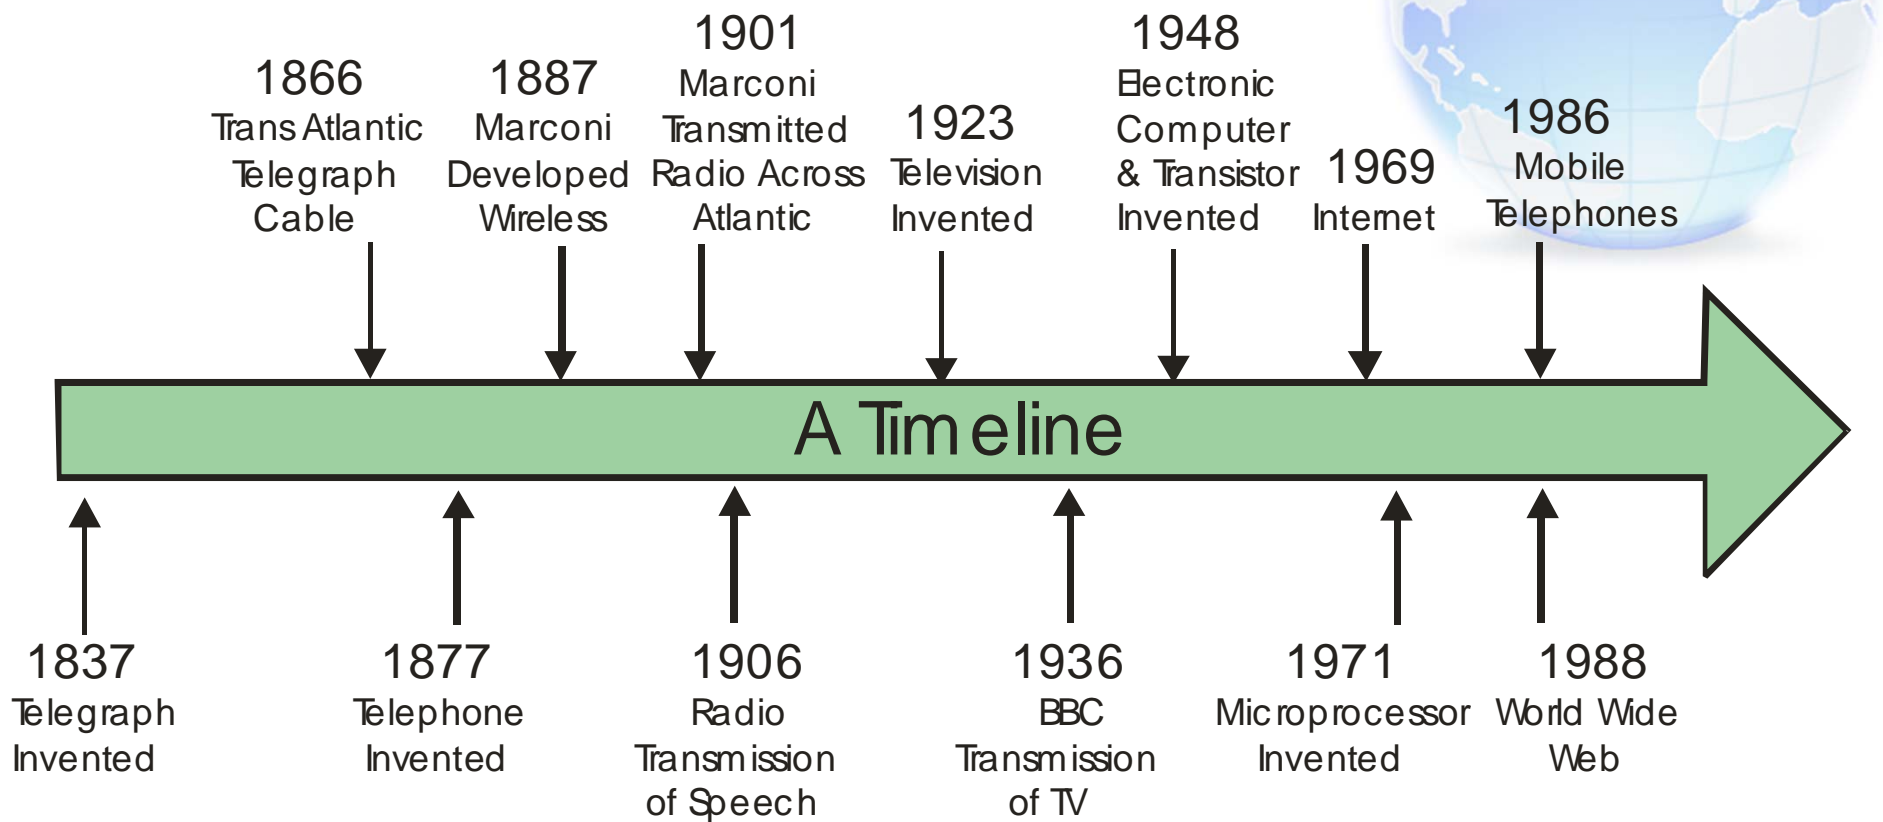 1866
Trans Atlantic
Telegraph
Cable
1887
Marconi
Developed
Wireless
1901
Marconi
Transmitted
Radio Across
Atlantic
1923
Television
Invented
1948
Electronic
Computer
& Transistor
Invented
1969
Internet
1986
Mobile
Telephones
A Timeline
1837
Telegraph
Invented
1877
Telephone
Invented
1906
Radio
Transmission
of Speech
1936
BBC
Transmission
of TV
1971
Microprocessor
Invented
1988
World Wide
Web